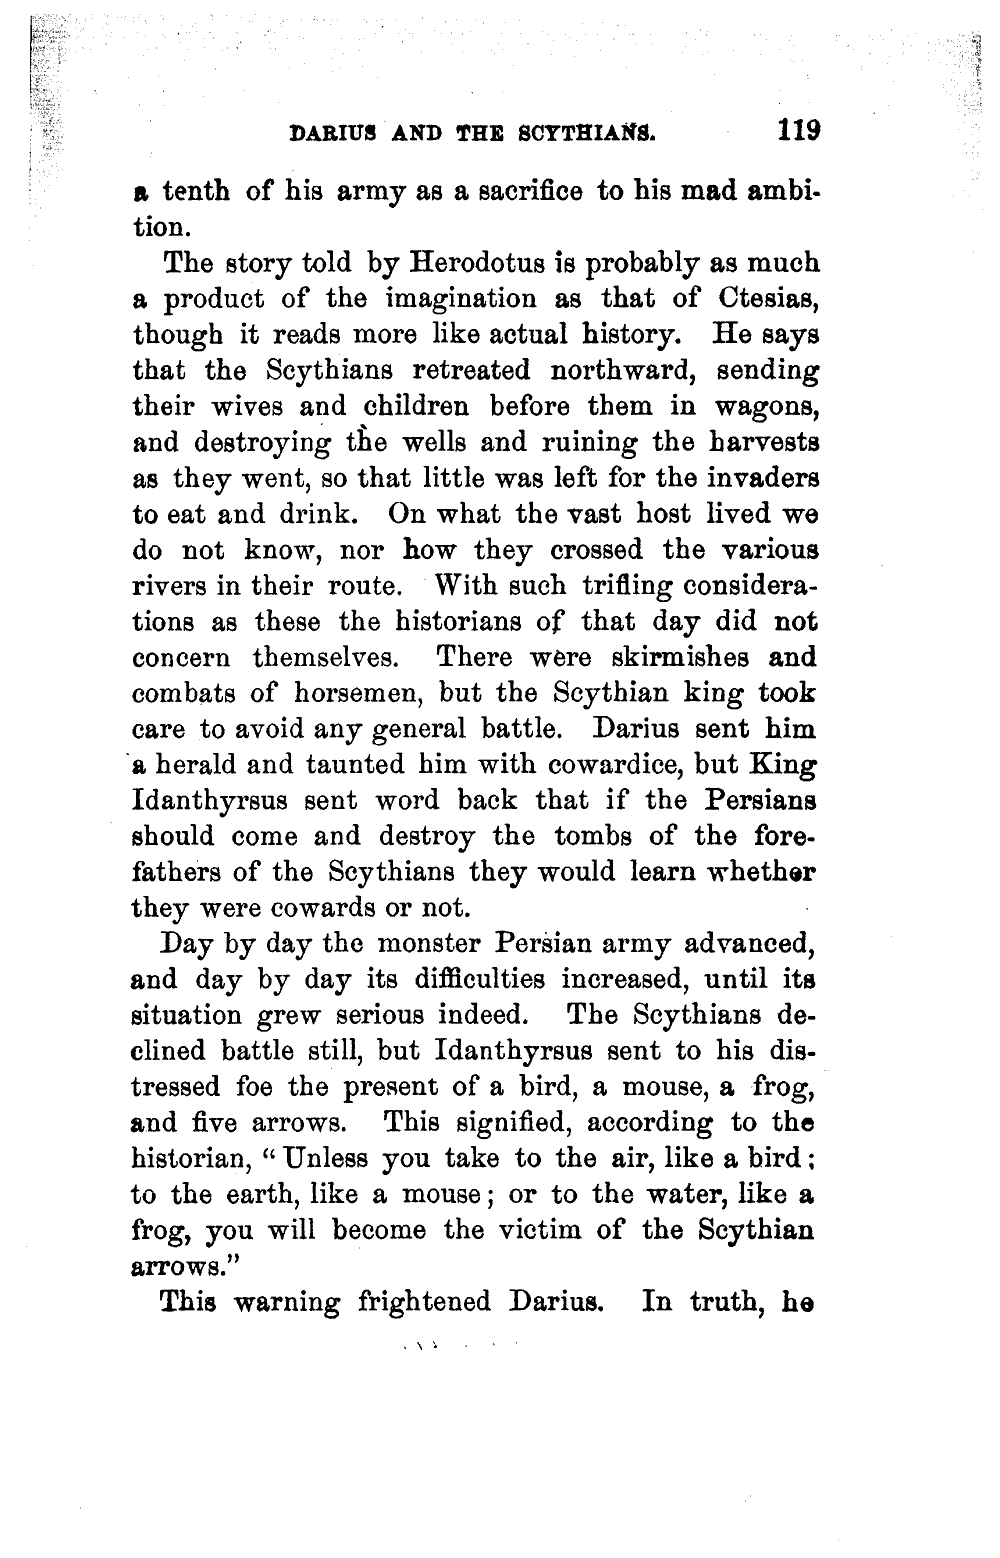 DARIUS AND THE SCYTHIANS. 119
a tenth of his army as a sacrifice to his mad ambi-
tion.
The story told by Herodotus is probably as much
a product of the imagination as that of Ctesias,
though it reads more like actual history. He says
that the Scythians retreated northward, sending
their wives and children before them in wagons,
and destroying the wells and ruining the harvests
as they went, so that little was left for the invaders
to eat and drink. On what the vast host lived we
do not know, nor how they crossed the various
rivers in their route. With such trifling considera-
tions as these the historians of that day did not
concern themselves. There were skirmishes and
combats of horsemen, but the Scythian king took
care to avoid any general battle. Darius sent him
a herald and taunted him with cowardice, but King
Idanthyrsus sent word back that if the Persians
should come and destroy the tombs of the fore-
fathers of the Scythians they would learn whether
they were cowards or not.
Day by day the monster Persian army advanced,
and day by day its difficulties increased, until its
situation grew serious indeed. The Scythians de-
clined battle still, but Idanthyrsus sent to his dis-
tressed foe the present of a bird, a mouse, a frog,
and five arrows. This signified, according to the
historian, “Unless you take to the air, like a bird;
to the earth, like a mouse; or to the water, like a
frog, you will become the victim of the Scythian
arrows.”
This warning frightened Darius. In truth, he